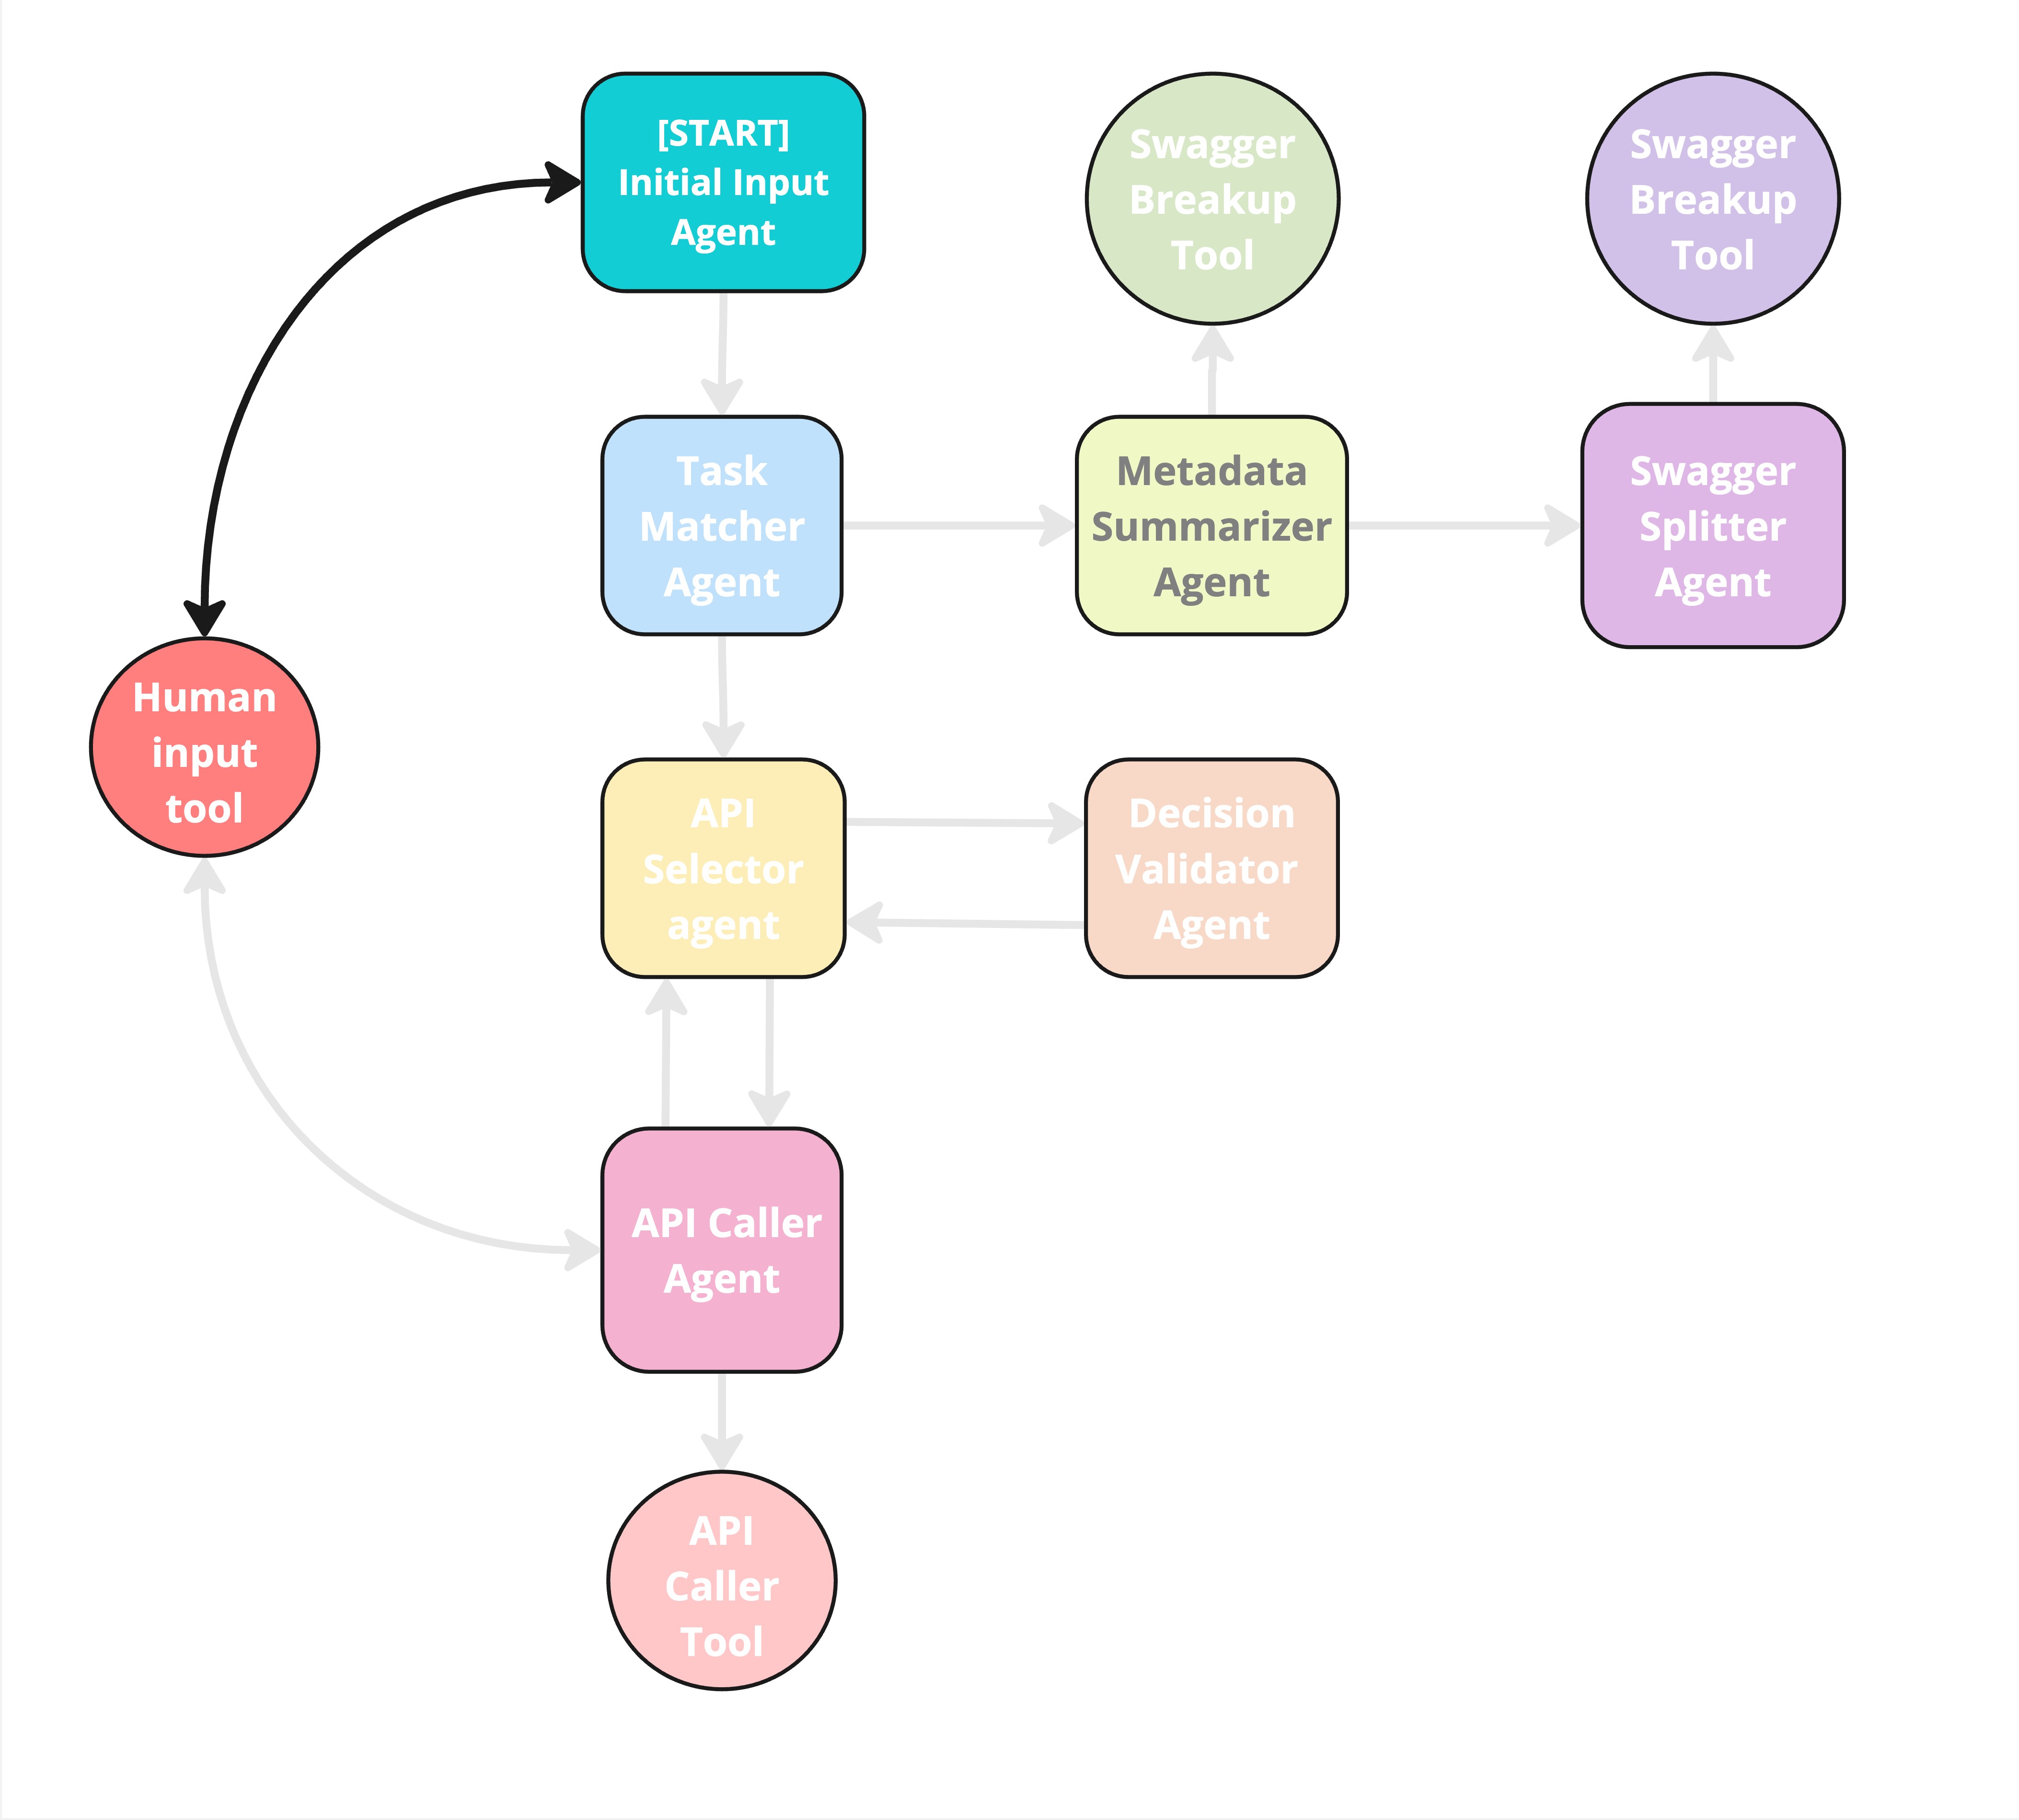 [START]
Initial Input
Agent
Swagger
Breakup
Tool
Swagger
Breakup
Tool
Task
Matcher
Agent
Metadata
Summarizer
Agent
Swagger
Splitter
Agent
Human
input
tool
API
Selector
agent
Decision
Validator
Agent
API Caller
Agent
API
Caller
Tool